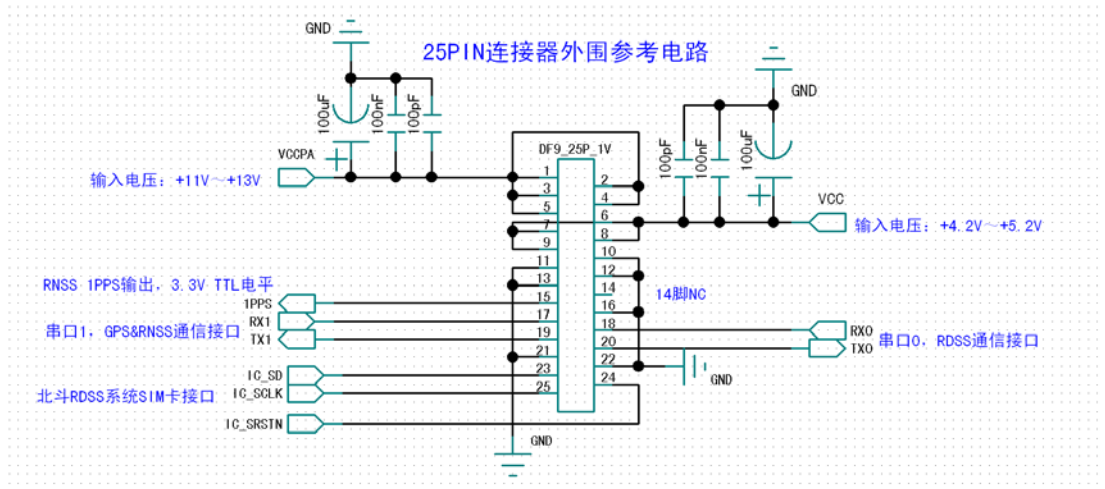 25PIN连接器外围参考电路
GND
100uF
100nF
100pF
VCCPA
输入电压：+11V～+13V
DF9_25P_1V
GND
100pF
100nF
100uF
VCC
输入电压：+4.2V～+5.2V
1
3
5
7
9
11
13
15
17
19
21
23
25
2
4
6
8
10
12
14
16
18
20
22
24
14脚NC
RNSS 1PPS输出，3.3V TTL电平
1PPS
串口1，GPS&RNSS通信接口
RX1
TX1
RX0
TX0
串口0，RDSS通信接口
北斗RDSS系统SIM卡接口
IC_SD
IC_SCLK
IC_SRSTN
GND
GND